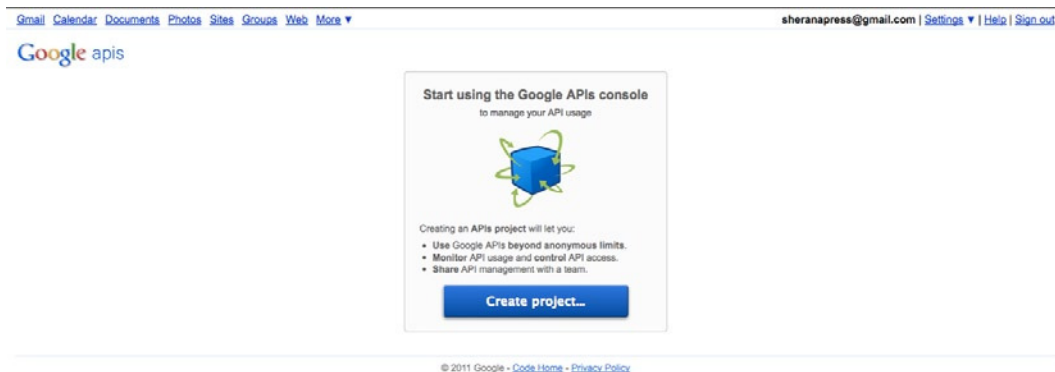 Gmail Calendar Documents Photos Sites Groups Web More ▼
sheranapress@gmail.com | Settings ▼ | Help | Sign out
Google apis
Start using the Google APIs console
to manage your API usage
Creating an APIs project will let you:
• Use Google APIs beyond anonymous limits.
• Monitor API usage and control API access.
• Share API management with a team.
Create project...
© 2011 Google - Code Home - Privacy Policy